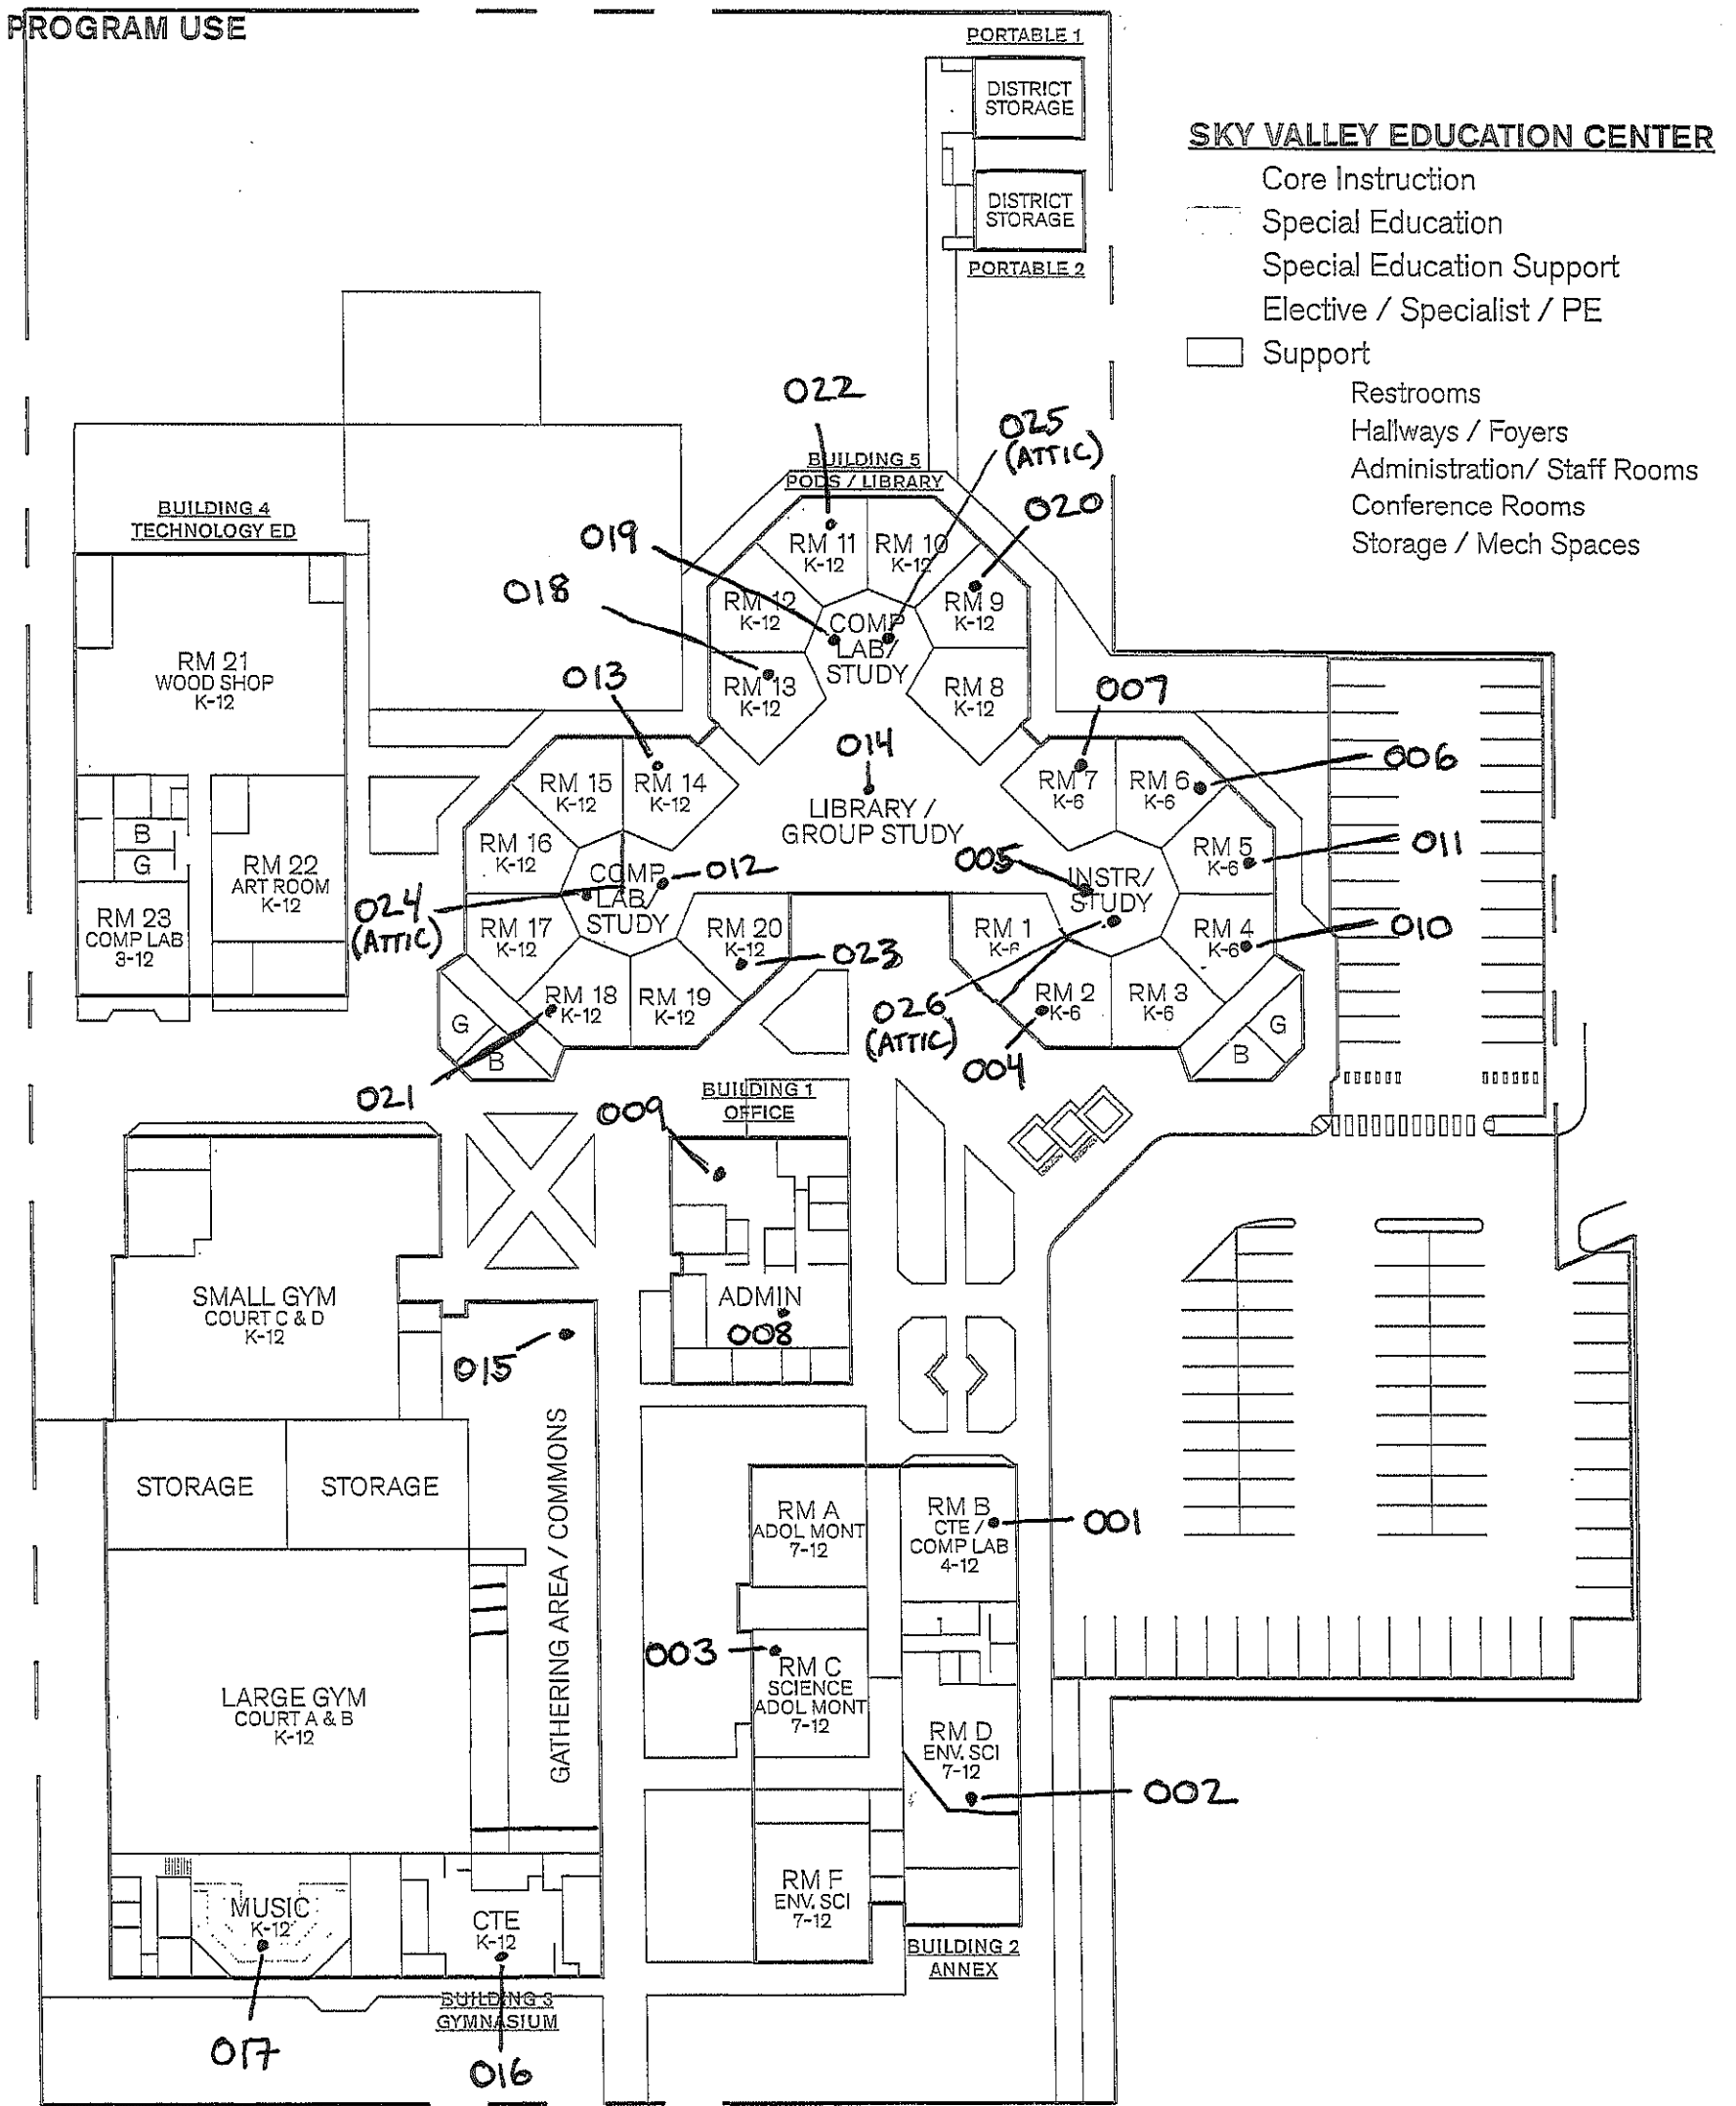 PROGRAM USE
PORTABLE 1
DISTRICT
STORAGE
DISTRICT
STORAGE
PORTABLE 2
SKY VALLEY EDUCATION CENTER
Core Instruction
Special Education
Special Education Support
Elective / Specialist / PE
Support
Restrooms
Hallways / Foyers
Administration/ Staff Rooms
Conference Rooms
Storage / Mech Spaces
022
025
(ATTIC)
BUILDING 5
PODS / LIBRARY
020
019
018
RM 11
K-12
RM 10
K-12
RM 12
K-12
RM 9
K-12
COMP
LAB/
STUDY
RM 13
K-12
RM 8
K-12
BUILDING 4
TECHNOLOGY ED
RM 21
WOOD SHOP
K-12
B
G
RM 22
ART ROOM
K-12
RM 23
COMP LAB
3-12
013
014
007
006
RM 15
K-12
RM 14
K-12
LIBRARY /
GROUP STUDY
RM 7
K-6
RM 6
K-6
RM 16
K-12
RM 5
K-6
011
COMP
LAB/
STUDY
012
005
INSTR/
STUDY
024
(ATTIC)
RM 17
K-12
RM 20
K-12
023
RM 1
K-6
RM 4
K-6
010
RM 18
K-12
RM 19
K-12
026
(ATTIC)
RM 2
K-6
RM 3
K-6
G
B
G
B
021
004
BUILDING 1
OFFICE
009
ADMIN
008
SMALL GYM
COURT C & D
K-12
015
STORAGE
STORAGE
GATHERING AREA / COMMONS
LARGE GYM
COURT A & B
K-12
RM A
ADOL MONT
7-12
RM B
CTE /
COMP LAB
4-12
001
003
RM C
SCIENCE
ADOL MONT
7-12
RM D
ENV. SCI
7-12
002
RM F
ENV. SCI
7-12
MUSIC
K-12
CTE
K-12
BUILDING 2
ANNEX
BUILDING 3
GYMNASIUM
017
016